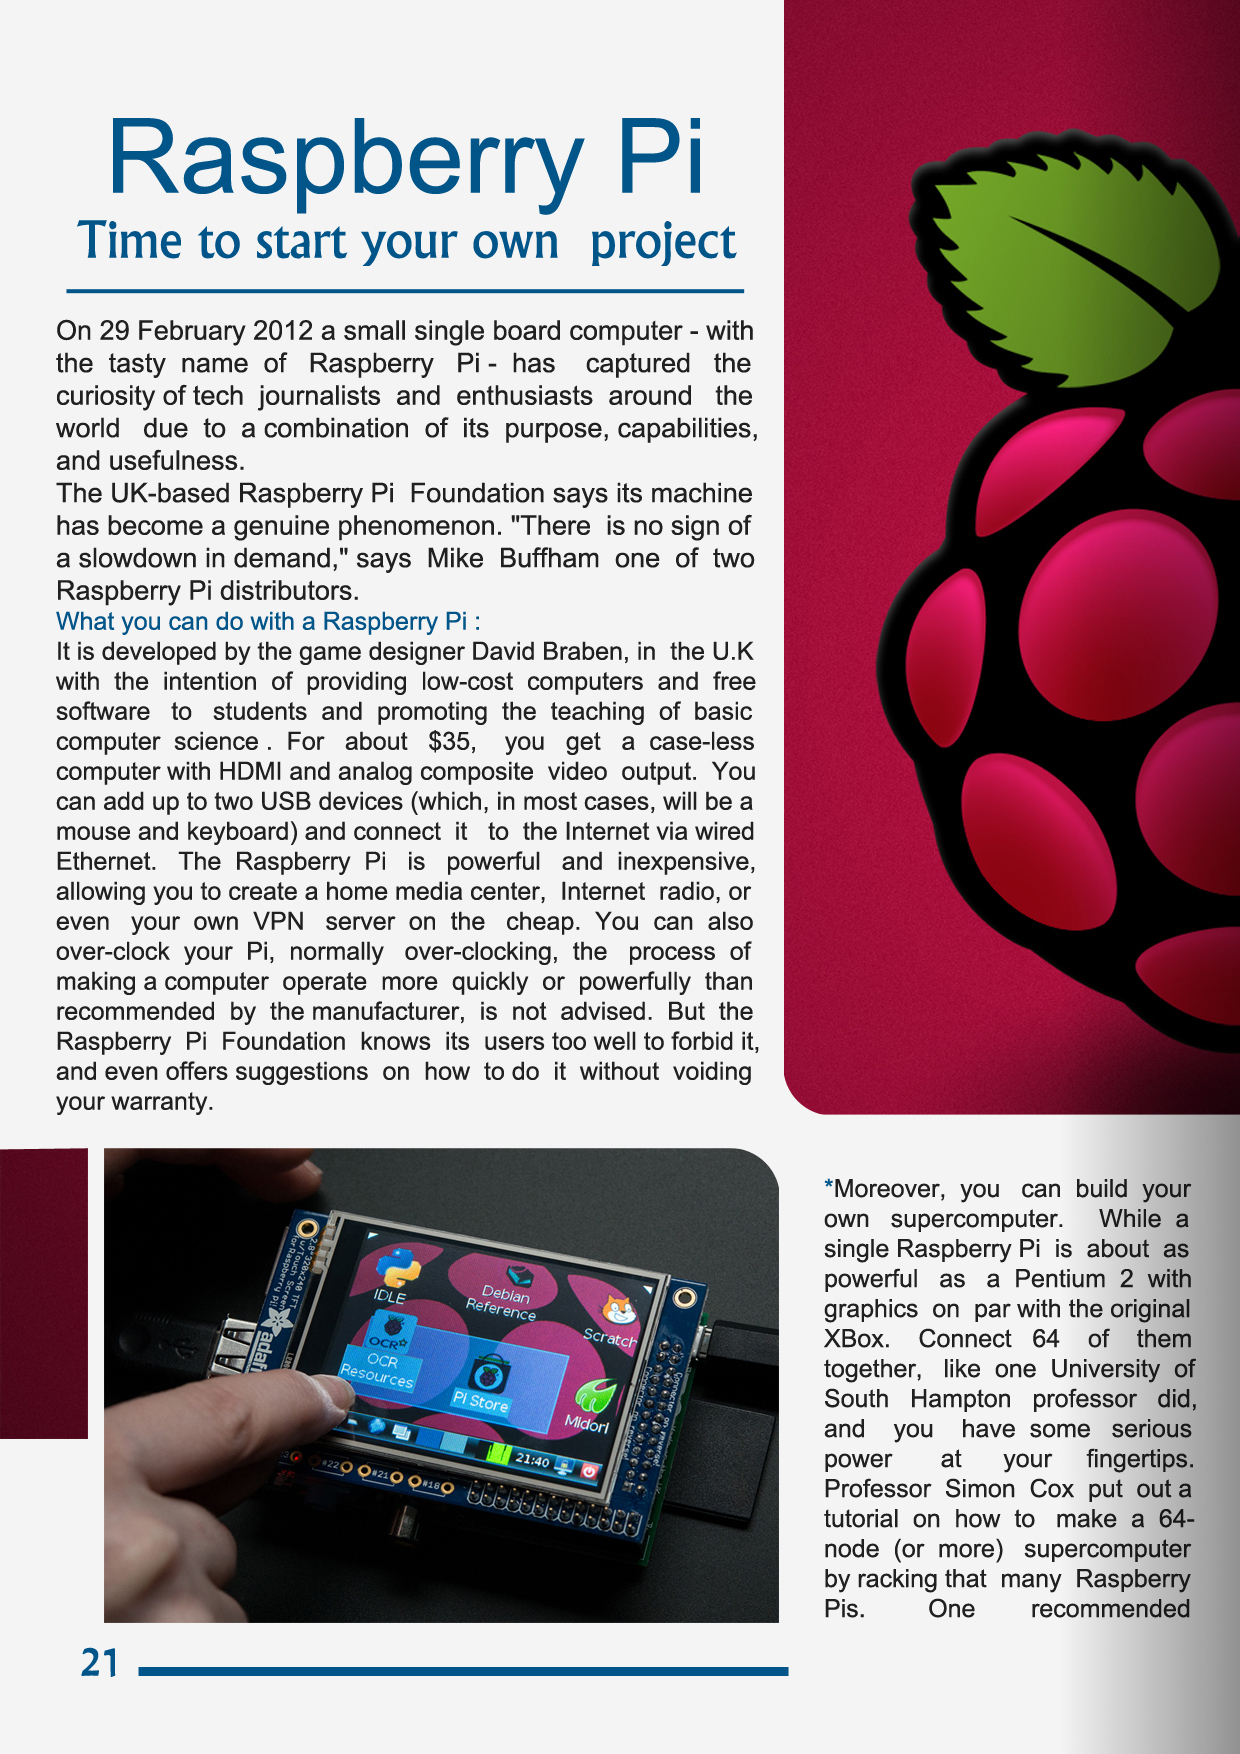 Raspberry Pi
Time to start your own project
On 29 February 2012 a small single board computer - with
the tasty name of Raspberry Pi - has captured the
curiosity of tech journalists and enthusiasts around the
world due to a combination of its purpose, capabilities,
and usefulness.
The UK-based Raspberry Pi Foundation says its machine
has become a genuine phenomenon. "There is no sign of
a slowdown in demand," says Mike Buffham one of two
Raspberry Pi distributors.
What you can do with a Raspberry Pi :
It is developed by the game designer David Braben, in the U.K
with the intention of providing low-cost computers and free
software to students and promoting the teaching of basic
computer science . For about $35, you get a case-less
computer with HDMI and analog composite video output. You
can add up to two USB devices (which, in most cases, will be a
mouse and keyboard) and connect it to the Internet via wired
Ethernet. The Raspberry Pi is powerful and inexpensive,
allowing you to create a home media center, Internet radio, or
even your own VPN server on the cheap. You can also
over-clock your Pi, normally over-clocking, the process of
making a computer operate more quickly or powerfully than
recommended by the manufacturer, is not advised. But the
Raspberry Pi Foundation knows its users too well to forbid it,
and even offers suggestions on how to do it without voiding
your warranty.
2.8" 320x240 TFT
w/Touch Screen
for Raspberry Pi!
IDLE
Debian
Reference
Scratch
OCR
OCR
Resources
Pi Store
Midori
21:40
#22
#21
#18
*Moreover, you can build your
own supercomputer. While a
single Raspberry Pi is about as
powerful as a Pentium 2 with
graphics on par with the original
XBox. Connect 64 of them
together, like one University of
South Hampton professor did,
and you have some serious
power at your fingertips.
Professor Simon Cox put out a
tutorial on how to make a 64-
node (or more) supercomputer
by racking that many Raspberry
Pis. One recommended
21